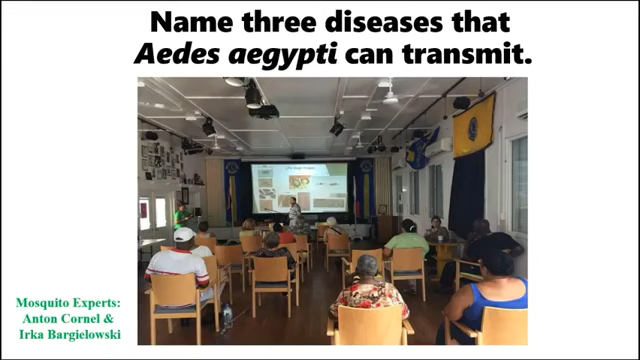 Name three diseases that
Aedes aegypti can transmit.
Mosquito Experts:
Anton Cornel &
Irka Bargielowski